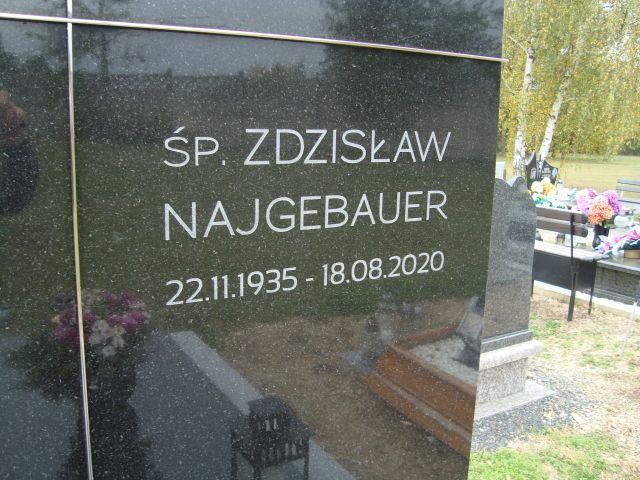 ŚP. ZDZISŁAW
NAJGEBAUER
22.11.1935 - 18.08.2020